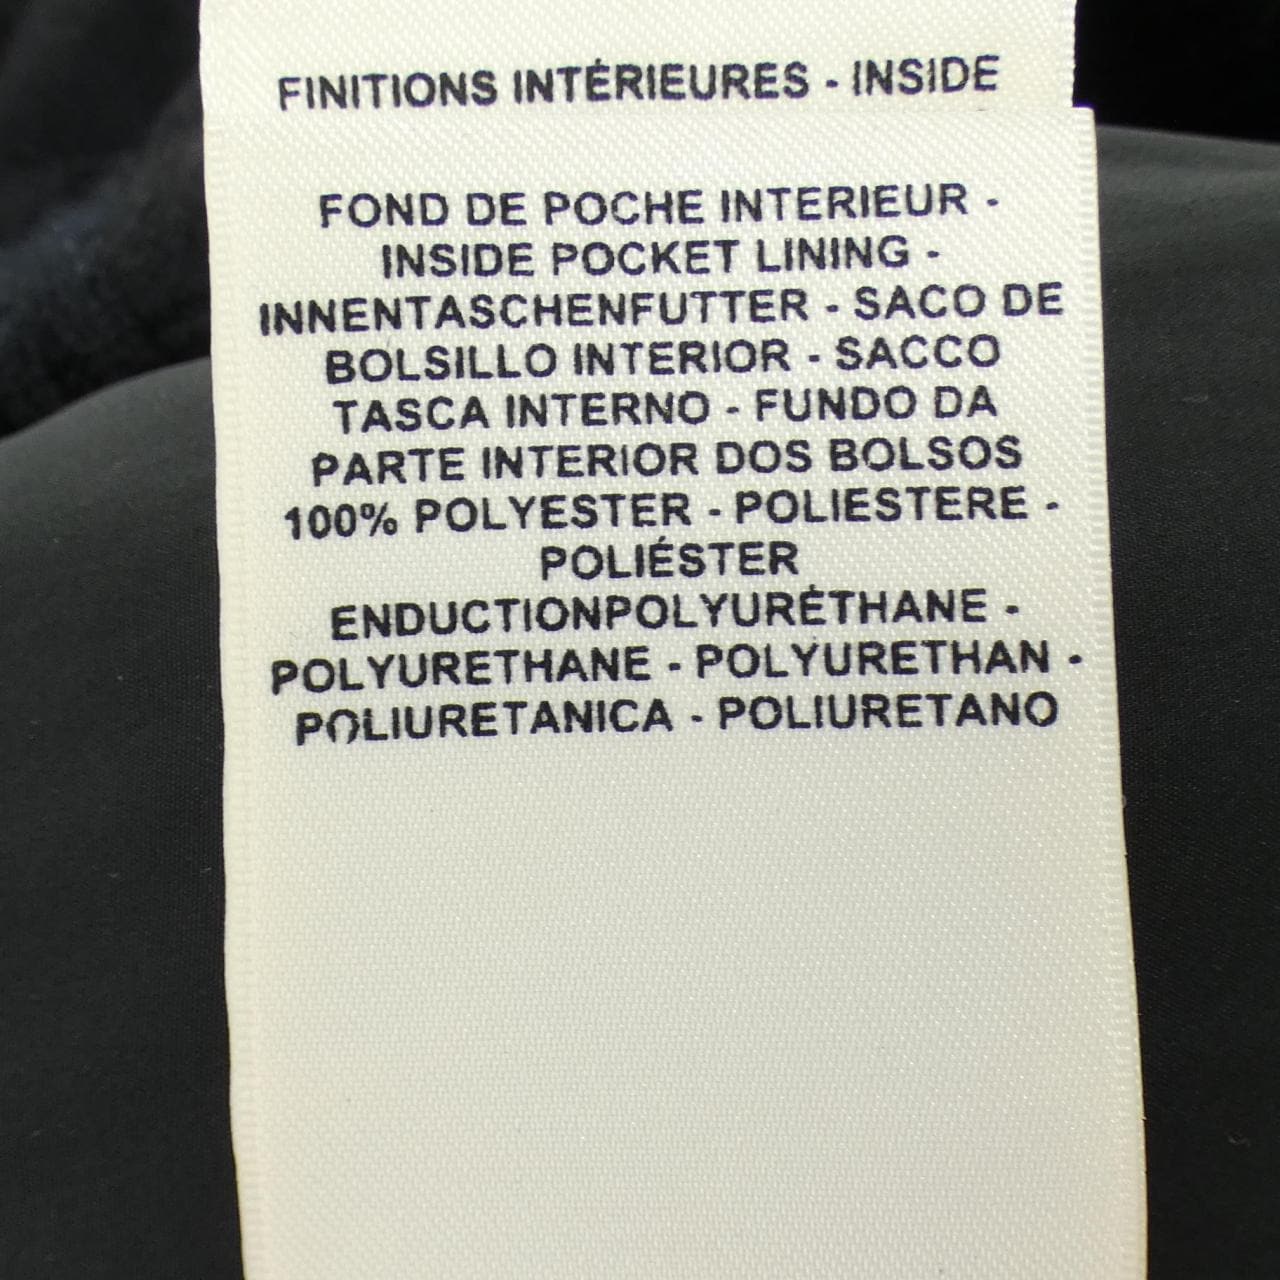 FINITIONS INTÉRIEURES - INSIDE
FOND DE POCHE INTERIEUR -
INSIDE POCKET LINING -
INNENTASCHENFUTTER - SACO DE
BOLSILLO INTERIOR - SACCO
TASCA INTERNO - FUNDO DA
PARTE INTERIOR DOS BOLSOS
100% POLYESTER - POLIESTERE -
POLIÉSTER
ENDUCTIONPOLYURÉTHANE -
POLYURETHANE - POLYURETHAN -
POLIURETANICA - POLIURETANO